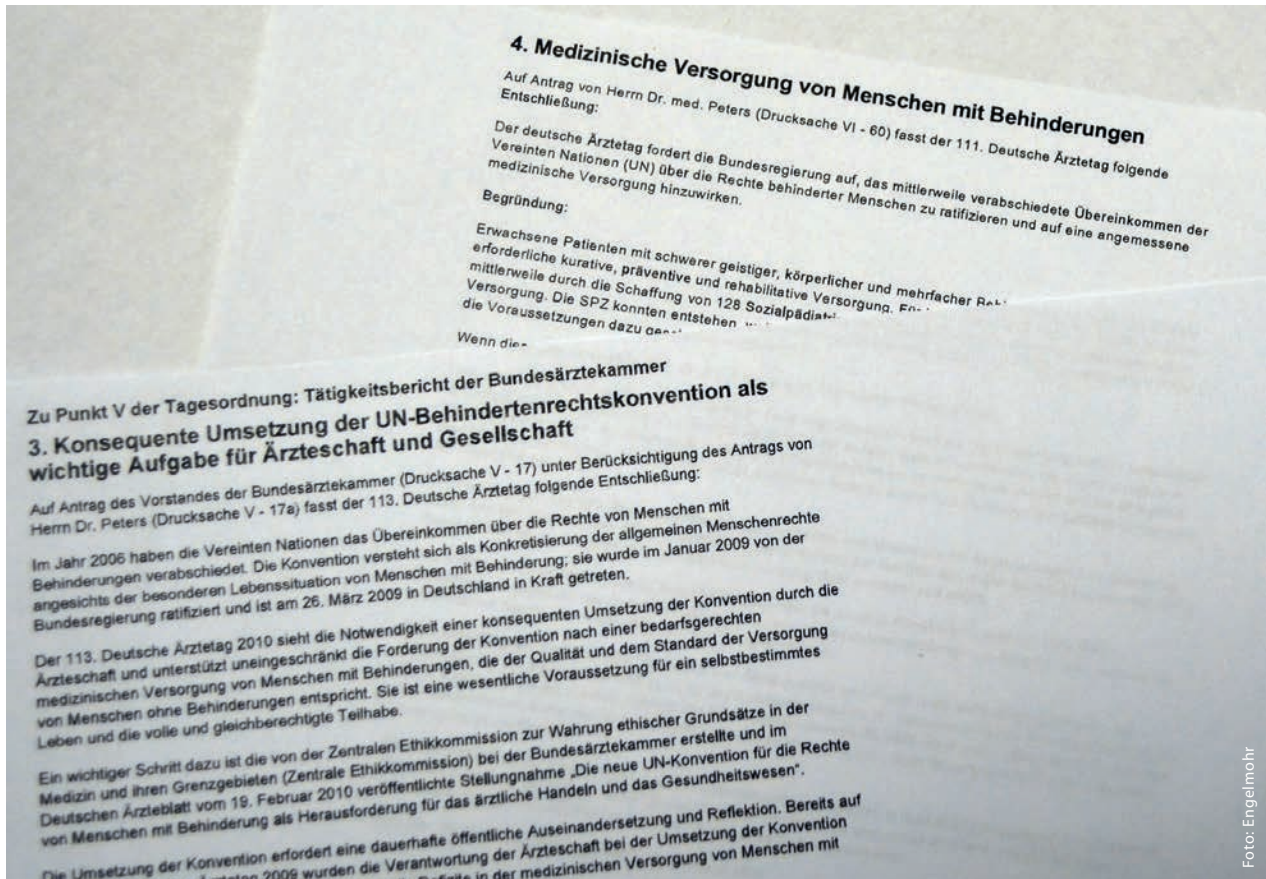 4. Medizinische Versorgung von Menschen mit Behinderungen
Auf Antrag von Herrn Dr. med. Peters (Drucksache VI - 60) fasst der 111. Deutsche Ärztetag folgende
Entschließung:
Der deutsche Ärztetag fordert die Bundesregierung auf, das mittlerweile verabschiedete Übereinkommen der
Vereinten Nationen (UN) über die Rechte behinderter Menschen zu ratifizieren und auf eine angemessene
medizinische Versorgung hinzuwirken.
Begründung:
Erwachsene Patienten mit schwerer geistiger, körperlicher und mehrfacher
erforderliche kurative, präventive und rehabilitative Versorgung.
mittlerweile durch die Schaffung von 128
Versorgung. Die SPZ konnten entstehen
die Voraussetzungen dazu
Wenn
Zu Punkt V der Tagesordnung: Tätigkeitsbericht der Bundesärztekammer
3. Konsequente Umsetzung der UN-Behindertenrechtskonvention als
wichtige Aufgabe für Ärzteschaft und Gesellschaft
Auf Antrag des Vorstandes der Bundesärztekammer (Drucksache V - 17) unter Berücksichtigung des Antrags von
Herrn Dr. Peters (Drucksache V - 17a) fasst der 113. Deutsche Ärztetag folgende Entschließung:
Im Jahr 2006 haben die Vereinten Nationen das Übereinkommen über die Rechte von Menschen mit
Behinderungen verabschiedet. Die Konvention versteht sich als Konkretisierung der allgemeinen Menschenrechte
angesichts der besonderen Lebenssituation von Menschen mit Behinderung; sie wurde im Januar 2009 von der
Bundesregierung ratifiziert und ist am 26. März 2009 in Deutschland in Kraft getreten.
Der 113. Deutsche Ärztetag 2010 sieht die Notwendigkeit einer konsequenten Umsetzung der Konvention durch die
Ärzteschaft und unterstützt uneingeschränkt die Forderung der Konvention nach einer bedarfsgerechten
medizinischen Versorgung von Menschen mit Behinderungen, die der Qualität und dem Standard der Versorgung
von Menschen ohne Behinderungen entspricht. Sie ist eine wesentliche Voraussetzung für ein selbstbestimmtes
Leben und die volle und gleichberechtigte Teilhabe.
Ein wichtiger Schritt dazu ist die von der Zentralen Ethikkommission zur Wahrung ethischer Grundsätze in der
Medizin und ihren Grenzgebieten (Zentrale Ethikkommission) bei der Bundesärztekammer erstellte und im
Deutschen Ärzteblatt vom 19. Februar 2010 veröffentlichte Stellungnahme „Die neue UN-Konvention für die Rechte
von Menschen mit Behinderung als Herausforderung für das ärztliche Handeln und das Gesundheitswesen“.
Die Umsetzung der Konvention erfordert eine dauerhafte öffentliche Auseinandersetzung und Reflektion. Bereits auf
2009 wurden die Verantwortung der Ärzteschaft bei der Umsetzung der Konvention
in der medizinischen Versorgung von Menschen mit
Foto: Engelmohr